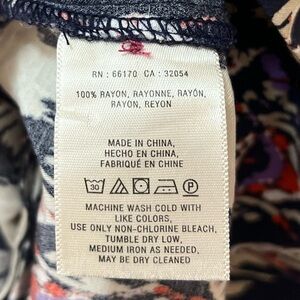 RN : 66170 CA : 32054
100% RAYON, RAYONNE, RAYÓN,
RAYON, REYON
MADE IN CHINA,
HECHO EN CHINA,
FABRIQUÉ EN CHINE
30
MACHINE WASH COLD WITH
LIKE COLORS,
USE ONLY NON-CHLORINE BLEACH,
TUMBLE DRY LOW,
MEDIUM IRON AS NEEDED,
MAY BE DRY CLEANED